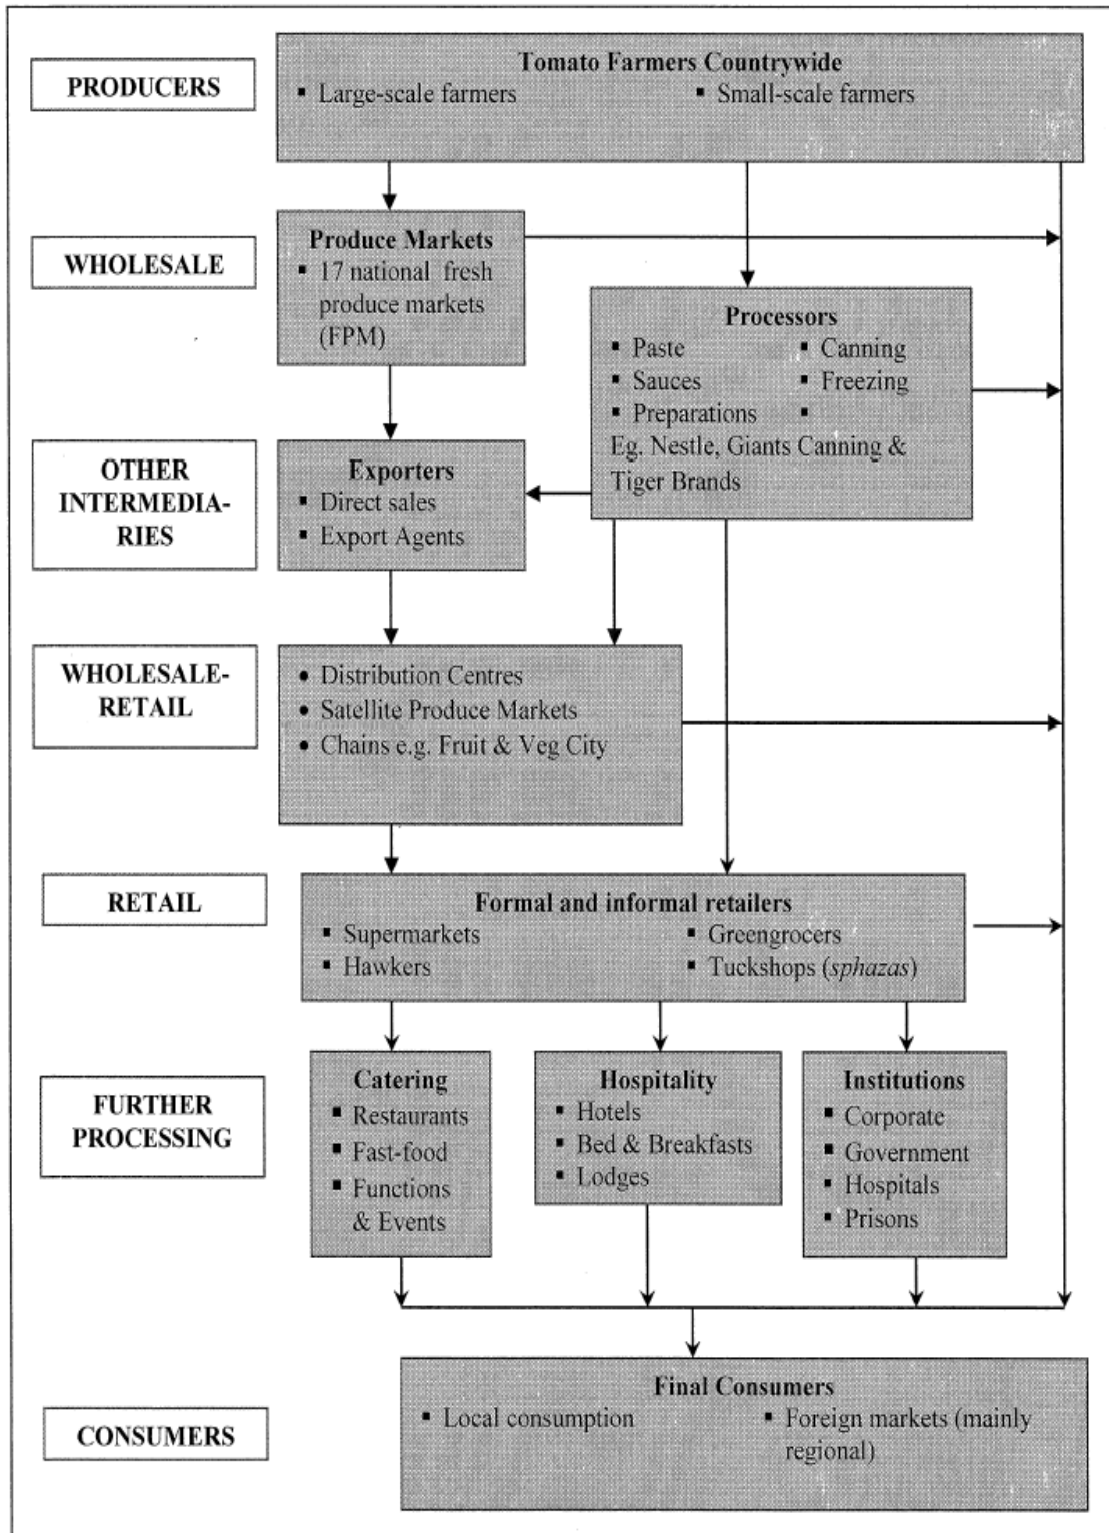 PRODUCERS
Tomato Farmers Countrywide
▪ Large-scale farmers
▪ Small-scale farmers
WHOLESALE
Produce Markets
▪ 17 national fresh
produce markets
(FPM)
Processors
▪ Paste
▪ Canning
▪ Sauces
▪ Freezing
▪ Preparations
▪
Eg. Nestle, Giants Canning &
Tiger Brands
OTHER
INTERMEDIA-
RIES
Exporters
▪ Direct sales
▪ Export Agents
WHOLESALE-
RETAIL
• Distribution Centres
• Satellite Produce Markets
• Chains e.g. Fruit & Veg City
RETAIL
Formal and informal retailers
▪ Supermarkets
▪ Greengrocers
▪ Hawkers
▪ Tuckshops (sphazas)
FURTHER
PROCESSING
Catering
▪ Restaurants
▪ Fast-food
▪ Functions
& Events
Hospitality
▪ Hotels
▪ Bed & Breakfasts
▪ Lodges
Institutions
▪ Corporate
▪ Government
▪ Hospitals
▪ Prisons
CONSUMERS
Final Consumers
▪ Local consumption
▪ Foreign markets (mainly
regional)